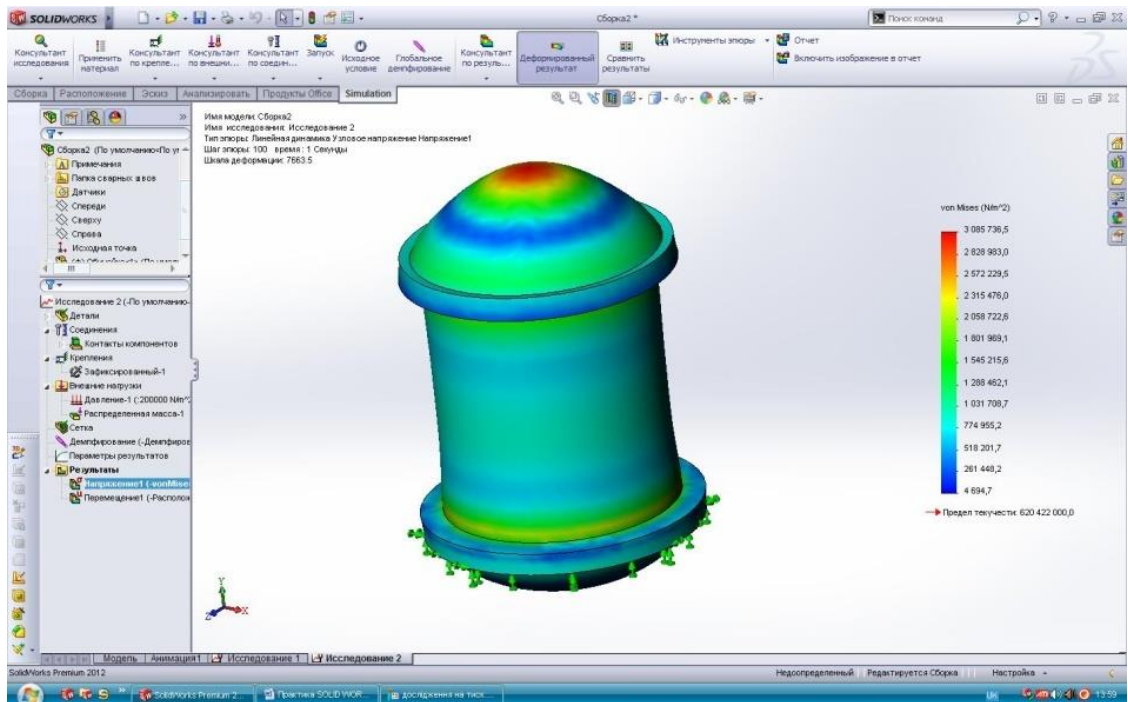 SOLIDWORKS
Сборка2 *
Поиск команд
Консультант исследования
Применить материал
Консультант по крепле...
Консультант по внешни...
Консультант по соедин...
Запуск
Исходное условие
Глобальное демпфирование
Консультант по резуль...
Деформированный результат
Сравнить результаты
Инструменты эпюры
Отчет
Включить изображение в отчет
Сборка
Расположение
Эскиз
Анализировать
Продукты Office
Simulation
Имя модели: Сборка2
Имя исследования: Исследование 2
Тип эпюры: Линейная динамика Узловое напряжение Напряжение1
Шаг эпюры: 100 время : 1 Секунды
Шкала деформации: 7663.5
Сборка2 (По умолчанию<По ум
Примечания
Папка сварных швов
Датчики
Спереди
Сверху
Справа
Исходная точка
Исследование 2 (-По умолчанию-
Детали
Соединения
Контакты компонентов
Крепления
Зафиксированный-1
Внешние нагрузки
Давление-1 (:200000 N/m^2
Распределенная масса-1
Сетка
Демпфирование (-Демпфиров
Параметры результатов
Результаты
Напряжение1 (-vonMises
Перемещение1 (-Располож
von Mises (N/m^2)
3 085 736,5
2 828 983,0
2 572 229,5
2 315 476,0
2 058 722,6
1 801 969,1
1 545 215,6
1 288 462,1
1 031 708,7
774 955,2
518 201,7
261 448,2
4 694,7
Предел текучести: 620 422 000,0
Y
X
Z
Модель
Анимация1
Исследование 1
Исследование 2
SolidWorks Premium 2012
Недоопределенный
Редактируется Сборка
Настройка
SolidWorks Premium 2...
Практика SOLID WOR...
дослідження на тиск...
UK
13:59